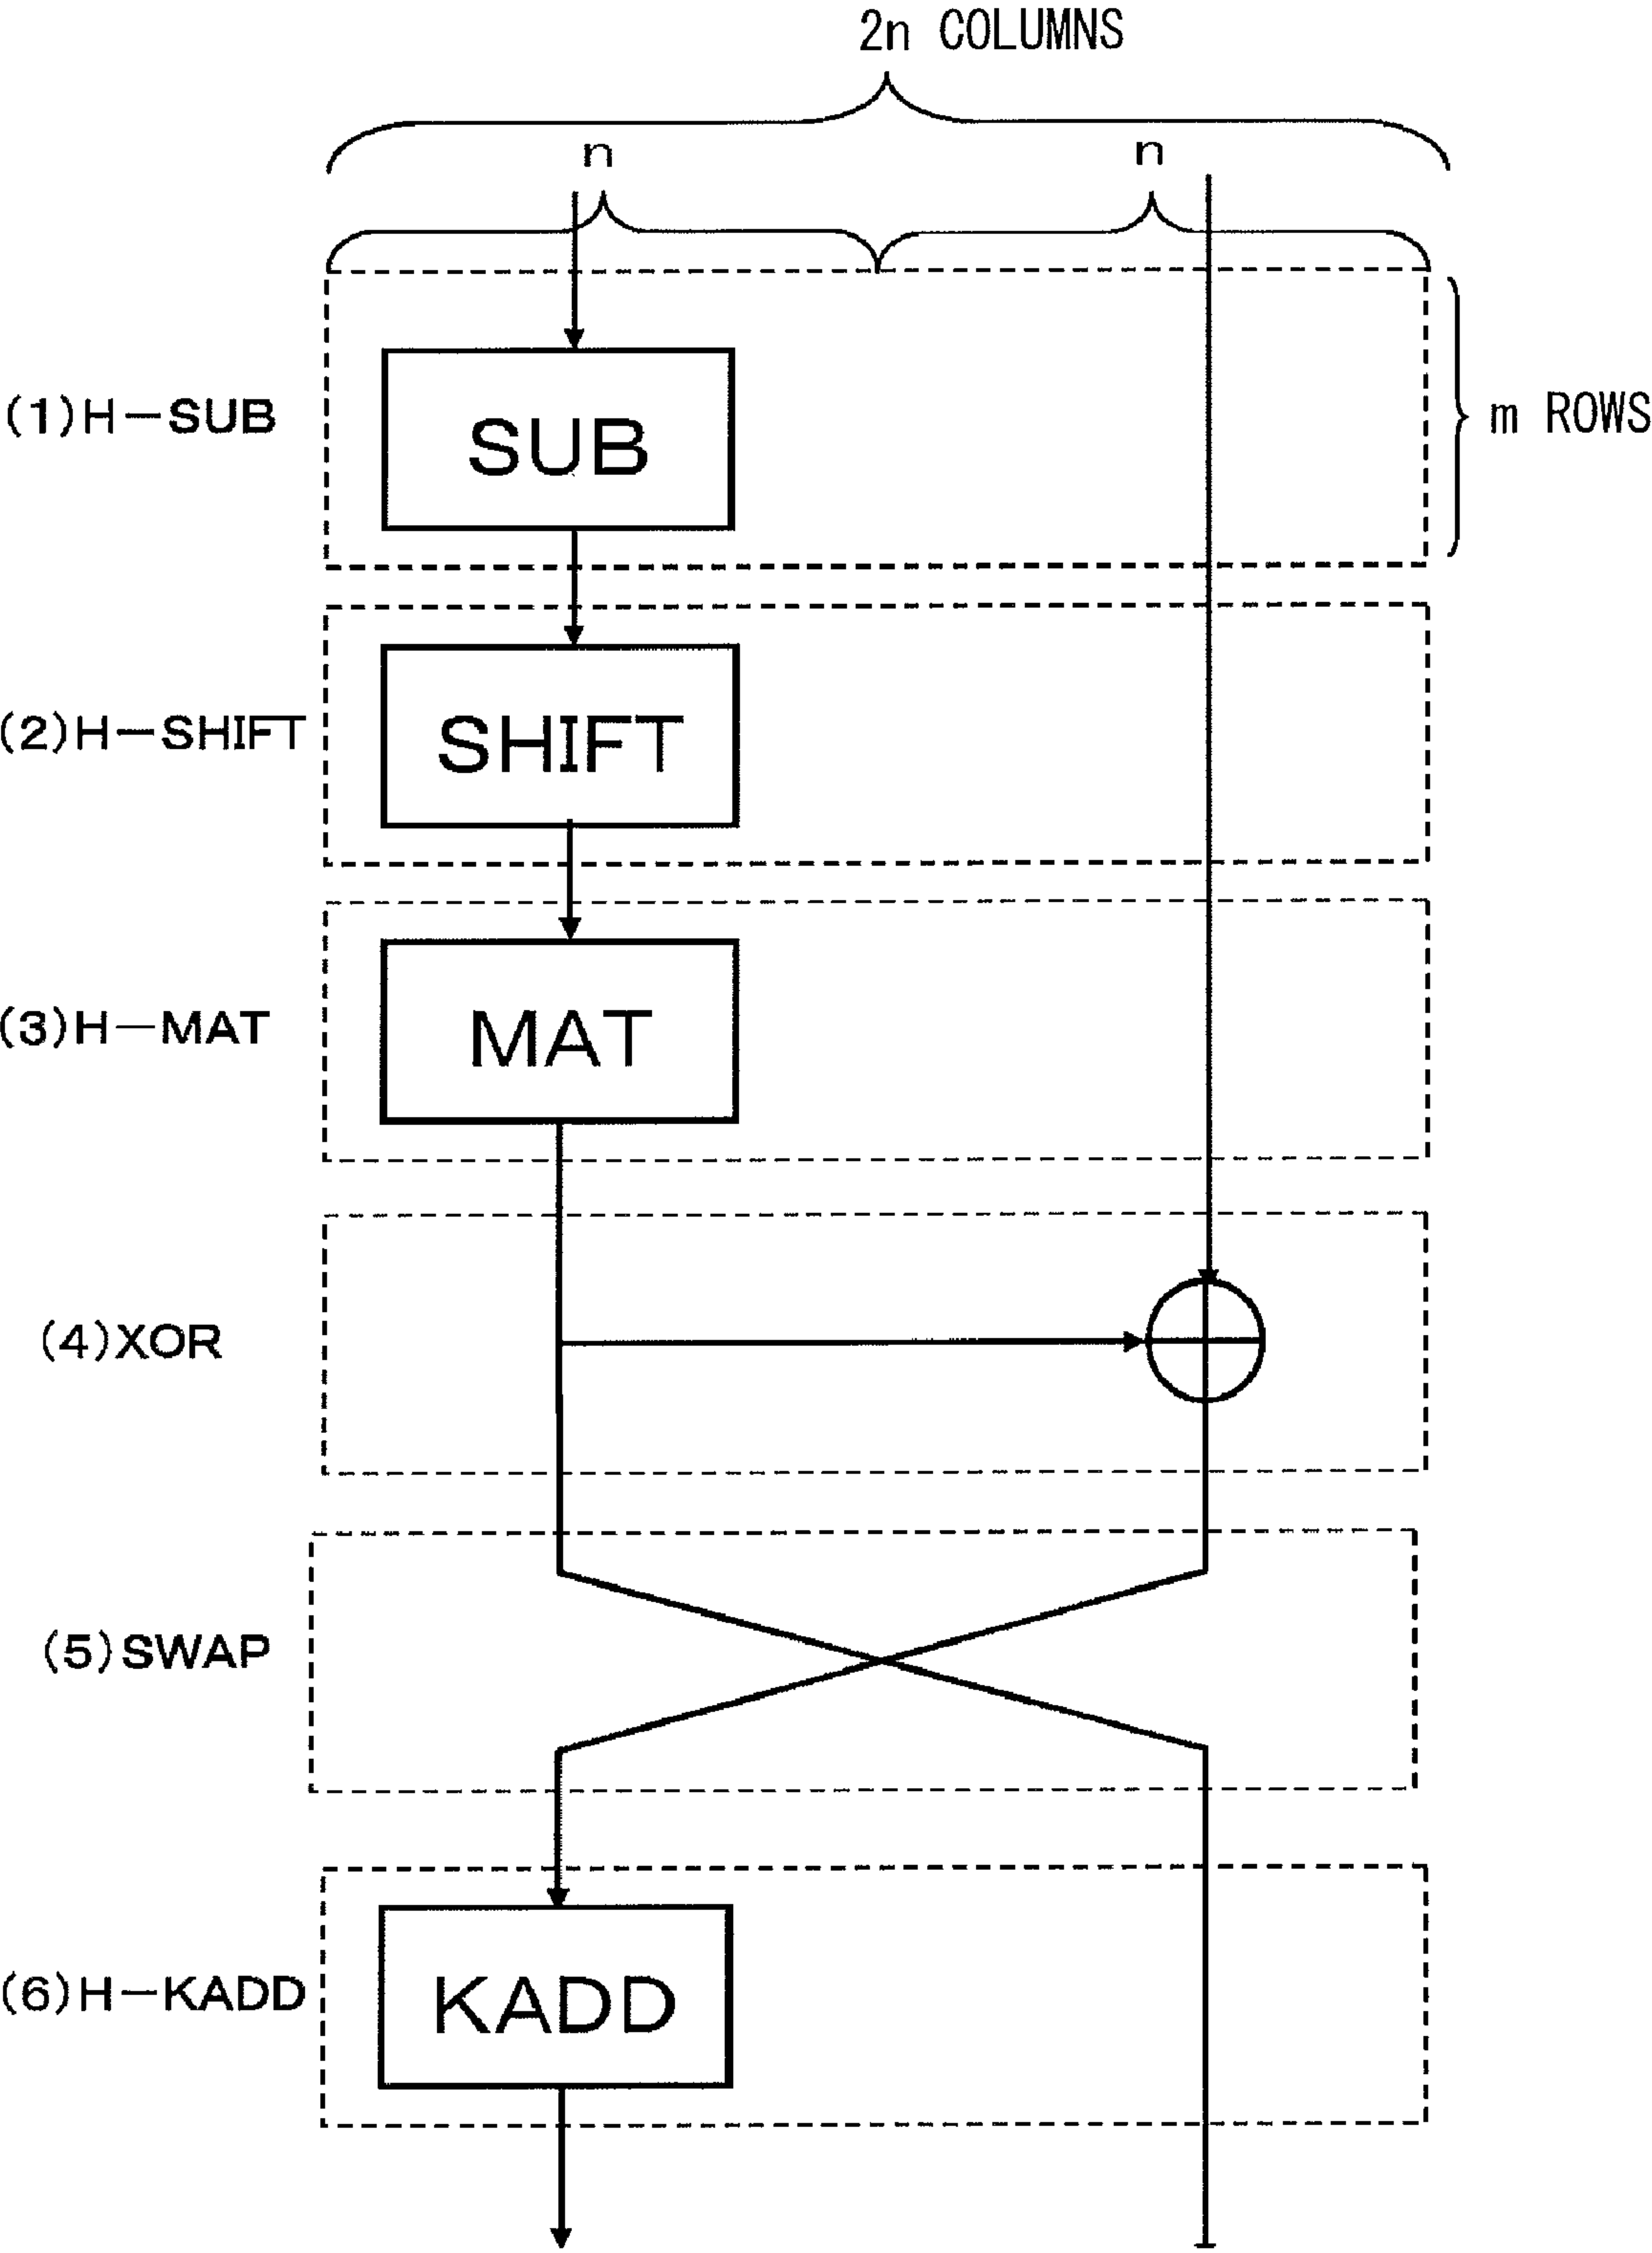 2n COLUMNS
n
n
(1)H-SUB
SUB
m ROWS
(2)H-SHIFT
SHIFT
(3)H-MAT
MAT
(4)XOR
(5)SWAP
(6)H-KADD
KADD